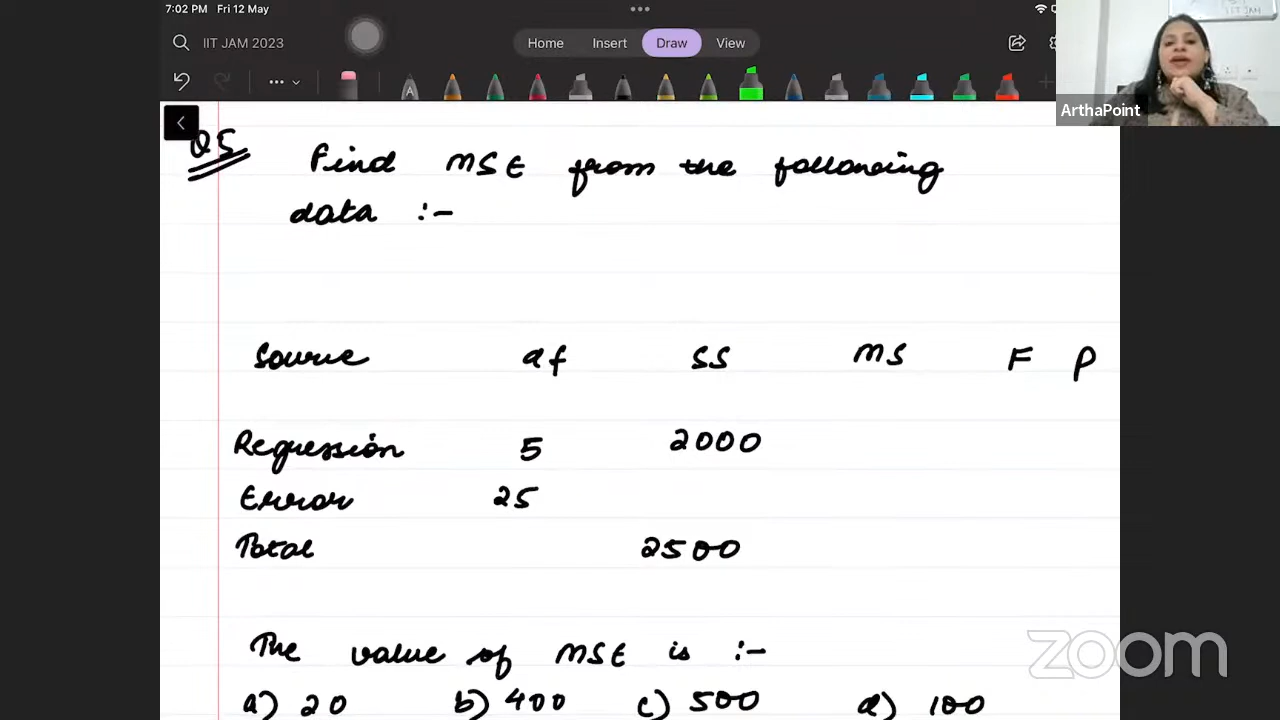 7:02 PM Fri 12 May
IIT JAM 2023
Home Insert Draw View
ArthaPoint
Q5 Find MSE from the following
data :-
Source df SS MS F P
Regression 5 2000
Error 25
Total 2500
The value of MSE is :-
a) 20 b) 400 c) 500 d) 100
zoom